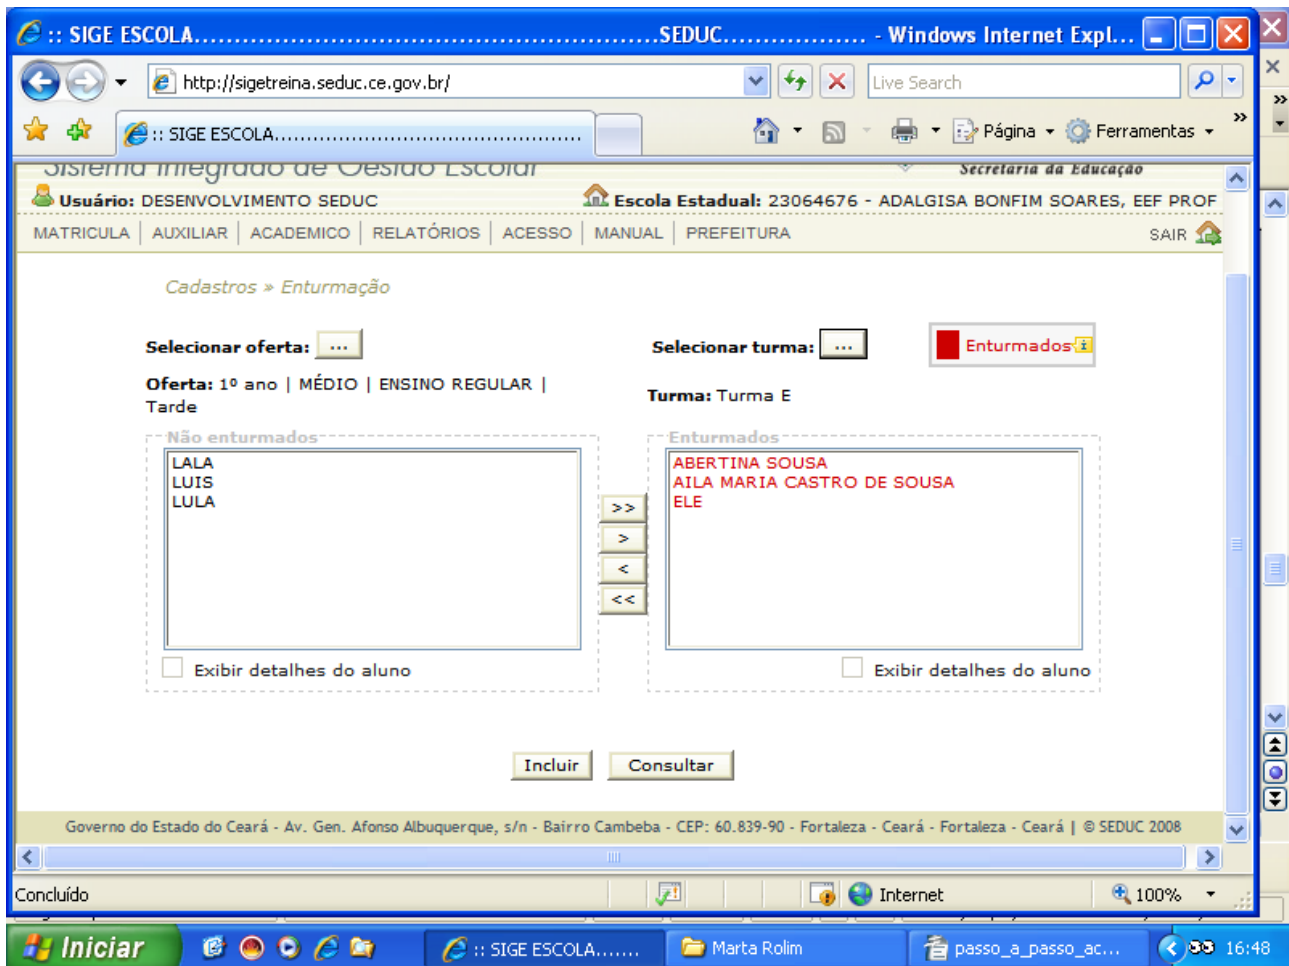 :: SIGE ESCOLA............................................................SEDUC.................. - Windows Internet Expl...
http://sigetreina.seduc.ce.gov.br/
Live Search
:: SIGE ESCOLA...............................................
Página
Ferramentas
Sistema Integrado de Gestão Escolar
Secretaria da Educação
Usuário: DESENVOLVIMENTO SEDUC
Escola Estadual: 23064676 - ADALGISA BONFIM SOARES, EEF PROF
MATRICULA | AUXILIAR | ACADEMICO | RELATÓRIOS | ACESSO | MANUAL | PREFEITURA
SAIR
Cadastros » Enturmação
Selecionar oferta: ...
Selecionar turma: ...
Enturmados
Oferta: 1º ano | MÉDIO | ENSINO REGULAR |
Tarde
Turma: Turma E
Não enturmados
LALA
LUIS
LULA
Exibir detalhes do aluno
>>
>
<
<<
Enturmados
ABERTINA SOUSA
AILA MARIA CASTRO DE SOUSA
ELE
Exibir detalhes do aluno
Incluir
Consultar
Governo do Estado do Ceará - Av. Gen. Afonso Albuquerque, s/n - Bairro Cambeba - CEP: 60.839-90 - Fortaleza - Ceará - Fortaleza - Ceará | © SEDUC 2008
Concluído
Internet
100%
Iniciar
:: SIGE ESCOLA.......
Marta Rolim
passo_a_passo_ac...
16:48